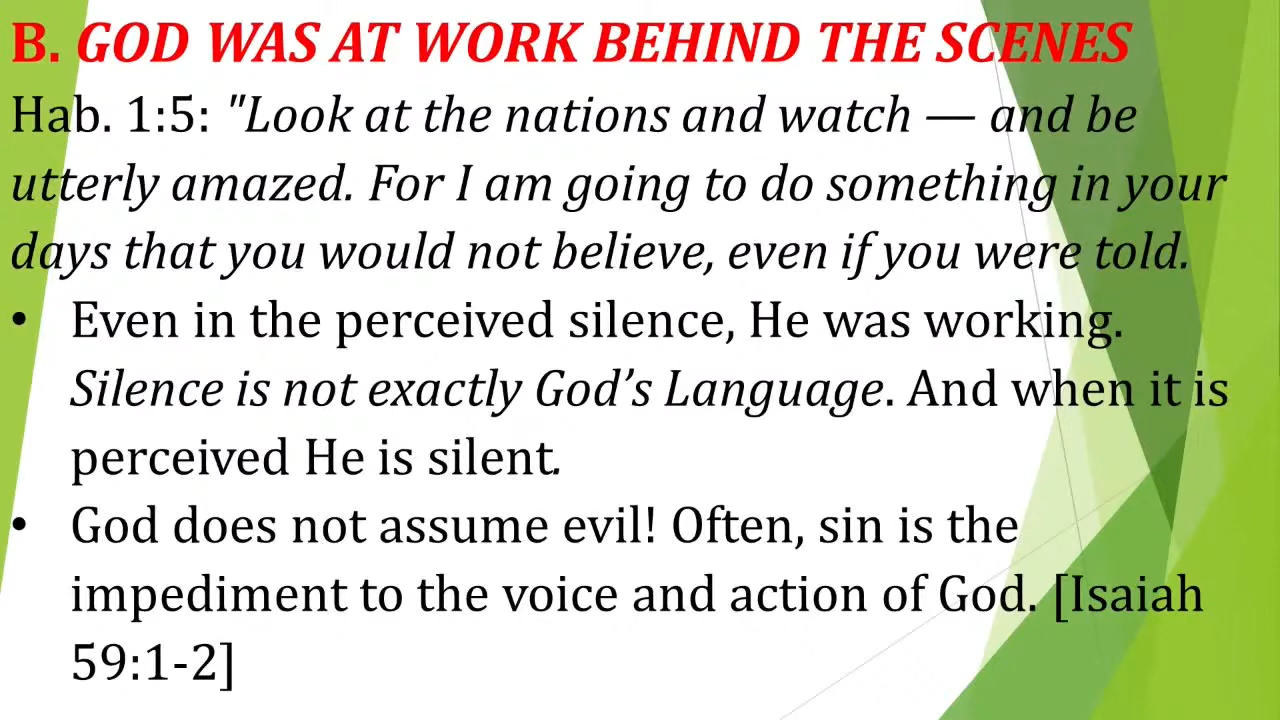 B. GOD WAS AT WORK BEHIND THE SCENES
Hab. 1:5: "Look at the nations and watch — and be
utterly amazed. For I am going to do something in your
days that you would not believe, even if you were told.
• Even in the perceived silence, He was working.
Silence is not exactly God’s Language. And when it is
perceived He is silent.
• God does not assume evil! Often, sin is the
impediment to the voice and action of God. [Isaiah
59:1-2]